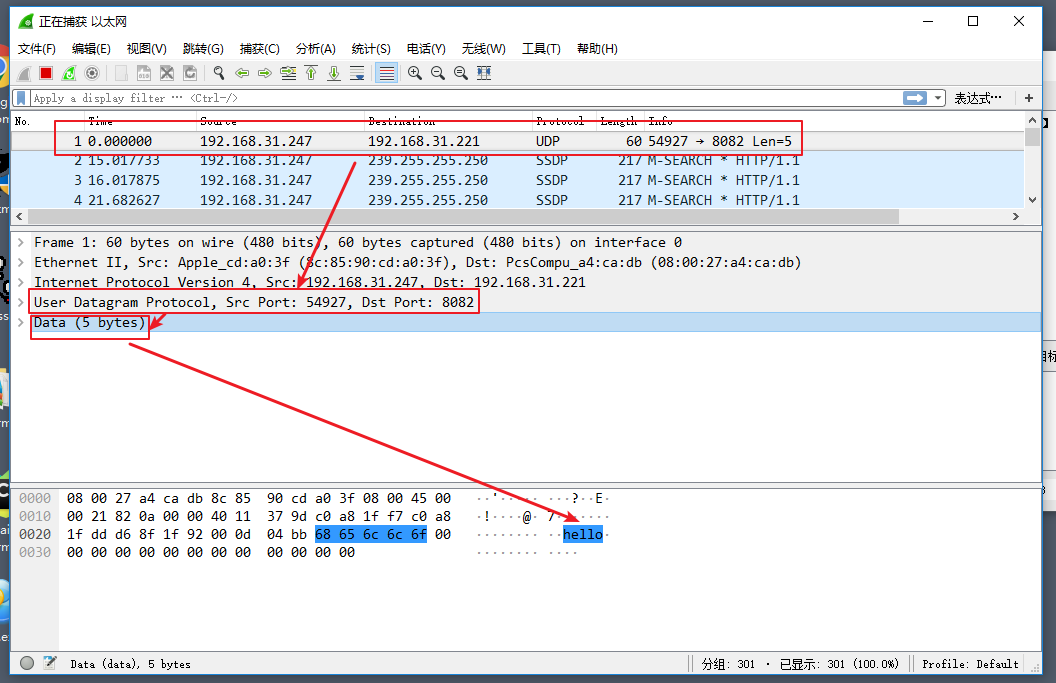 正在捕获 以太网
文件(F) 编辑(E) 视图(V) 跳转(G) 捕获(C) 分析(A) 统计(S) 电话(Y) 无线(W) 工具(T) 帮助(H)
Apply a display filter ⋯ <Ctrl-/> 表达式⋯ +
No. Time Source Destination Protocol Length Info
1 0.000000 192.168.31.247 192.168.31.221 UDP 60 54927 → 8082 Len=5
2 15.017733 192.168.31.247 239.255.255.250 SSDP 217 M-SEARCH * HTTP/1.1
3 16.017875 192.168.31.247 239.255.255.250 SSDP 217 M-SEARCH * HTTP/1.1
4 21.682627 192.168.31.247 239.255.255.250 SSDP 217 M-SEARCH * HTTP/1.1
Frame 1: 60 bytes on wire (480 bits), 60 bytes captured (480 bits) on interface 0
Ethernet II, Src: Apple_cd:a0:3f (8c:85:90:cd:a0:3f), Dst: PcsCompu_a4:ca:db (08:00:27:a4:ca:db)
Internet Protocol Version 4, Src: 192.168.31.247, Dst: 192.168.31.221
User Datagram Protocol, Src Port: 54927, Dst Port: 8082
Data (5 bytes)
0000 08 00 27 a4 ca db 8c 85 90 cd a0 3f 08 00 45 00 ··'····· ···?··E·
0010 00 21 82 0a 00 00 40 11 37 9d c0 a8 1f f7 c0 a8 ·!····@· 7·······
0020 1f dd d6 8f 1f 92 00 0d 04 bb 68 65 6c 6c 6f 00 ········ ··hello·
0030 00 00 00 00 00 00 00 00 00 00 00 00 ········ ····
Data (data), 5 bytes 分组: 301 · 已显示: 301 (100.0%) Profile: Default